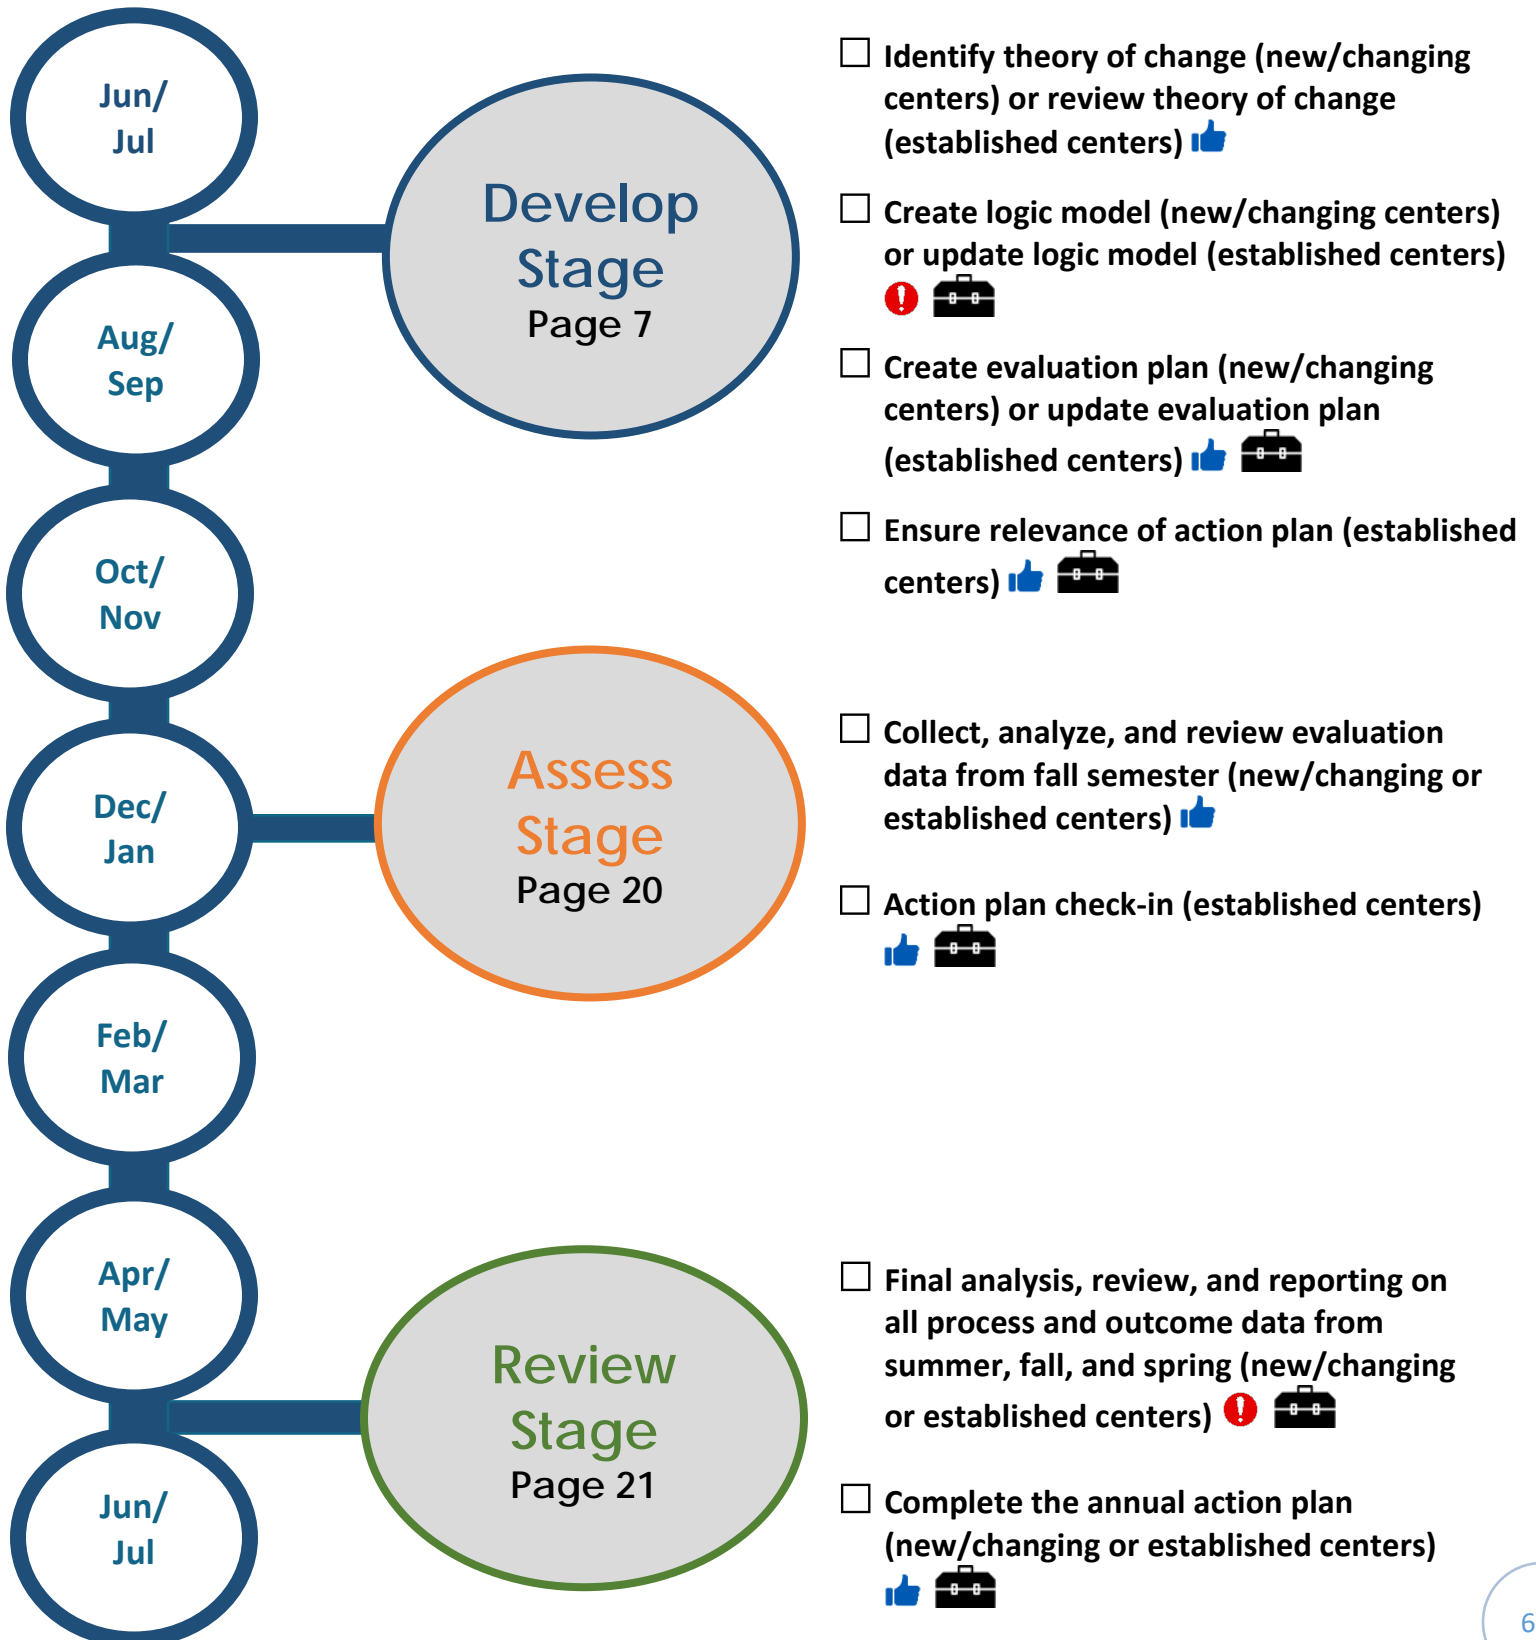 Jun/
Jul
Aug/
Sep
Oct/
Nov
Dec/
Jan
Feb/
Mar
Apr/
May
Jun/
Jul
Develop
Stage
Page 7
☐ Identify theory of change (new/changing
centers) or review theory of change
(established centers)
☐ Create logic model (new/changing centers)
or update logic model (established centers)
☐ Create evaluation plan (new/changing
centers) or update evaluation plan
(established centers)
☐ Ensure relevance of action plan (established
centers)
Assess
Stage
Page 20
☐ Collect, analyze, and review evaluation
data from fall semester (new/changing or
established centers)
☐ Action plan check-in (established centers)
Review
Stage
Page 21
☐ Final analysis, review, and reporting on
all process and outcome data from
summer, fall, and spring (new/changing
or established centers)
☐ Complete the annual action plan
(new/changing or established centers)
6